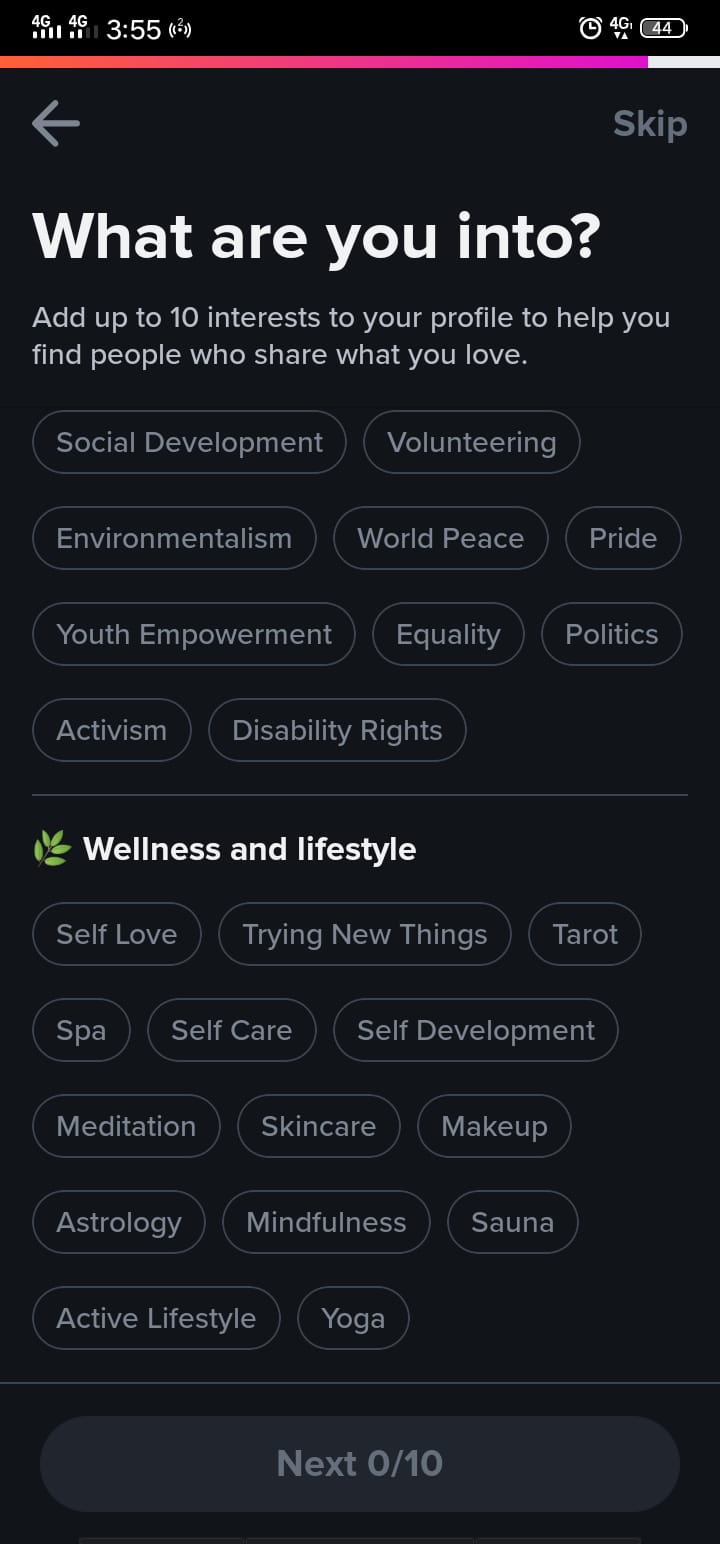 4G 4G 3:55 2 4G 44
Skip
What are you into?
Add up to 10 interests to your profile to help you
find people who share what you love.
Social Development Volunteering
Environmentalism World Peace Pride
Youth Empowerment Equality Politics
Activism Disability Rights
Wellness and lifestyle
Self Love Trying New Things Tarot
Spa Self Care Self Development
Meditation Skincare Makeup
Astrology Mindfulness Sauna
Active Lifestyle Yoga
Next 0/10